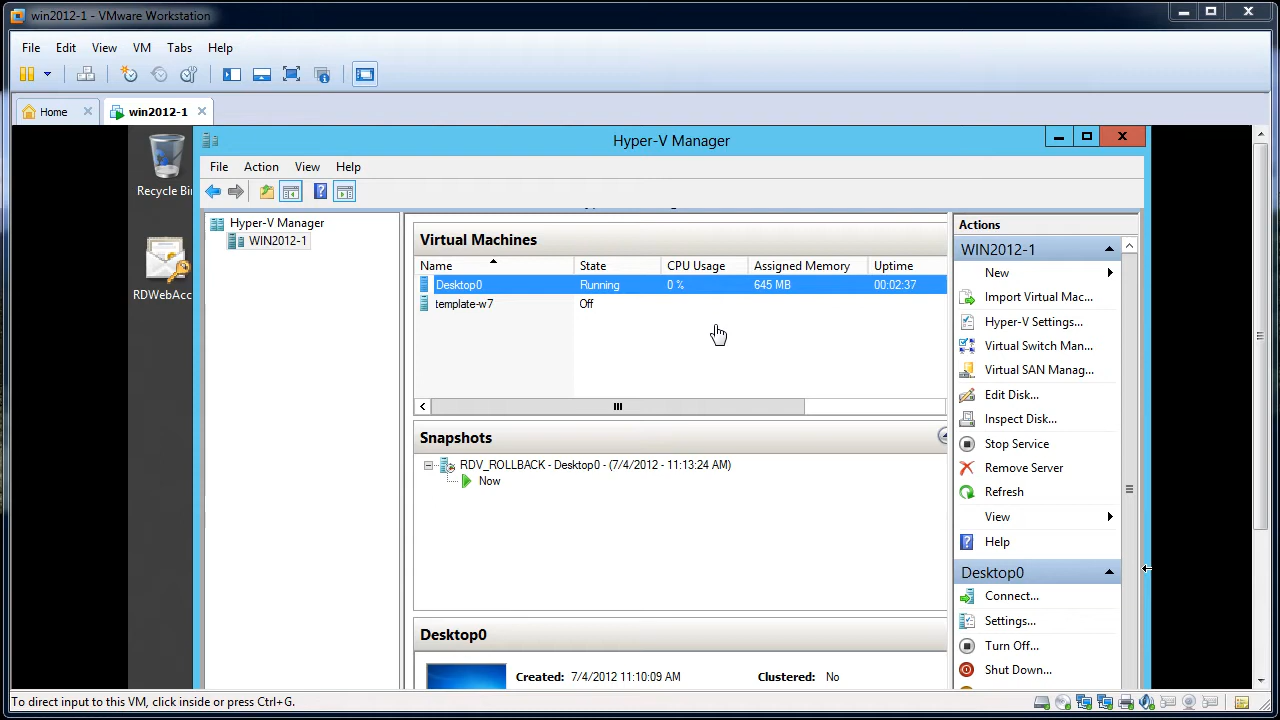 win2012-1 - VMware Workstation
File Edit View VM Tabs Help
Home win2012-1
Recycle Bi
RDWebAcc
Hyper-V Manager
File Action View Help
Hyper-V Manager
WIN2012-1
Virtual Machines
Name State CPU Usage Assigned Memory Uptime
Desktop0 Running 0 % 645 MB 00:02:37
template-w7 Off
Snapshots
RDV_ROLLBACK - Desktop0 - (7/4/2012 - 11:13:24 AM)
Now
Desktop0
Created: 7/4/2012 11:10:09 AM Clustered: No
Actions
WIN2012-1
New
Import Virtual Mac...
Hyper-V Settings...
Virtual Switch Man...
Virtual SAN Manag...
Edit Disk...
Inspect Disk...
Stop Service
Remove Server
Refresh
View
Help
Desktop0
Connect...
Settings...
Turn Off...
Shut Down...
To direct input to this VM, click inside or press Ctrl+G.